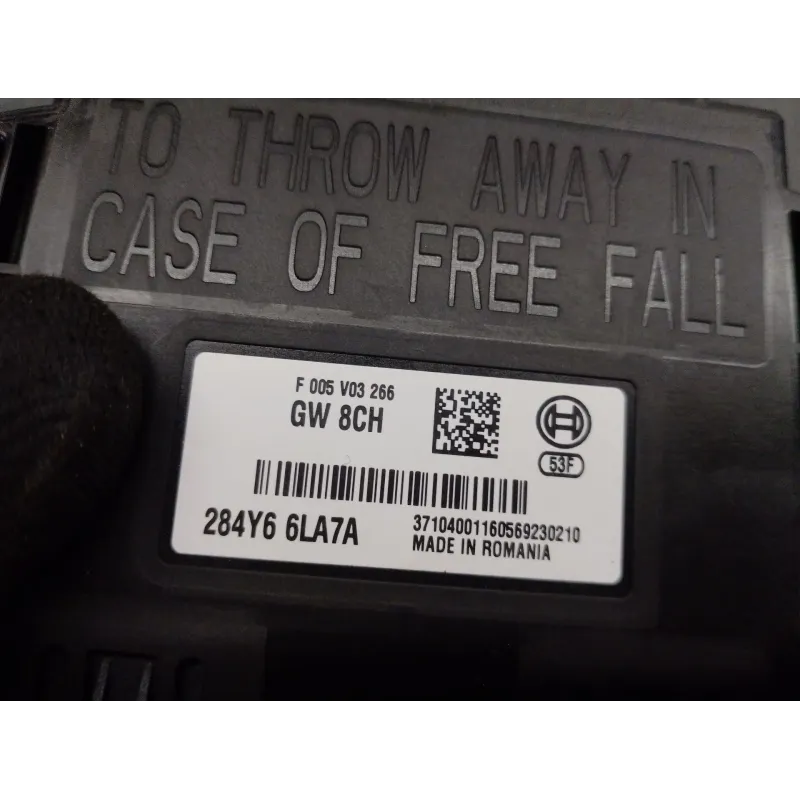 TO THROW AWAY IN
CASE OF FREE FALL
F 005 V03 266
GW 8CH
53F
284Y6 6LA7A
37104001160569230210
MADE IN ROMANIA